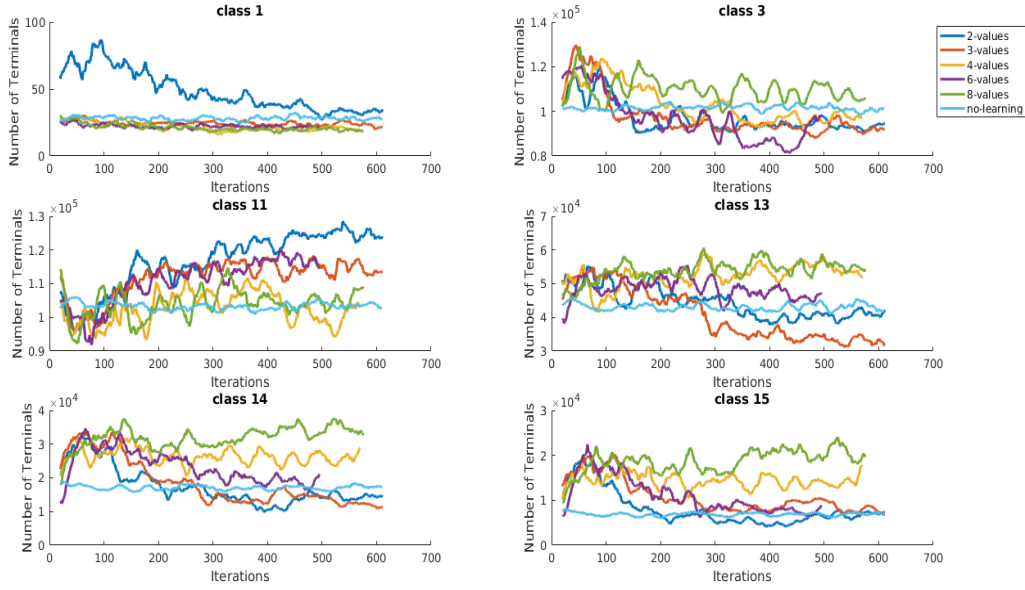 class 1
100
50
0
Number of Terminals
0 100 200 300 400 500 600 700
Iterations
class 3
×10^5
1.4
1.2
1
0.8
Number of Terminals
0 100 200 300 400 500 600 700
Iterations
2-values
3-values
4-values
6-values
8-values
no-learning
class 11
×10^5
1.3
1.2
1.1
1
0.9
Number of Terminals
0 100 200 300 400 500 600 700
Iterations
class 13
×10^4
7
6
5
4
3
Number of Terminals
0 100 200 300 400 500 600 700
Iterations
class 14
×10^4
4
3
2
1
0
Number of Terminals
0 100 200 300 400 500 600 700
Iterations
class 15
×10^4
3
2
1
0
Number of Terminals
0 100 200 300 400 500 600 700
Iterations